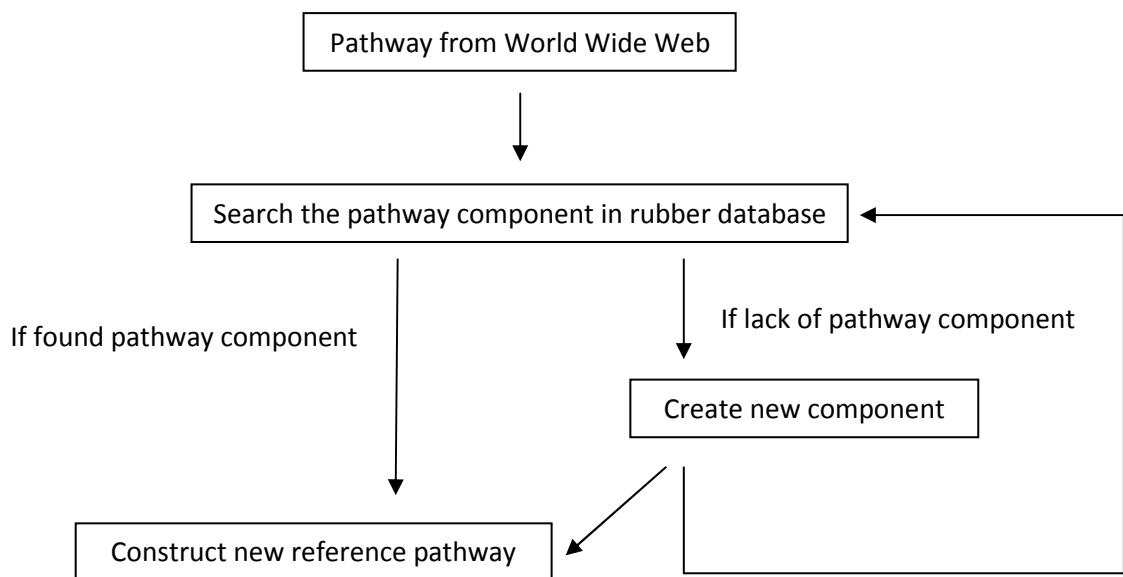 Pathway from World Wide Web
Search the pathway component in rubber database
If found pathway component
If lack of pathway component
Create new component
Construct new reference pathway